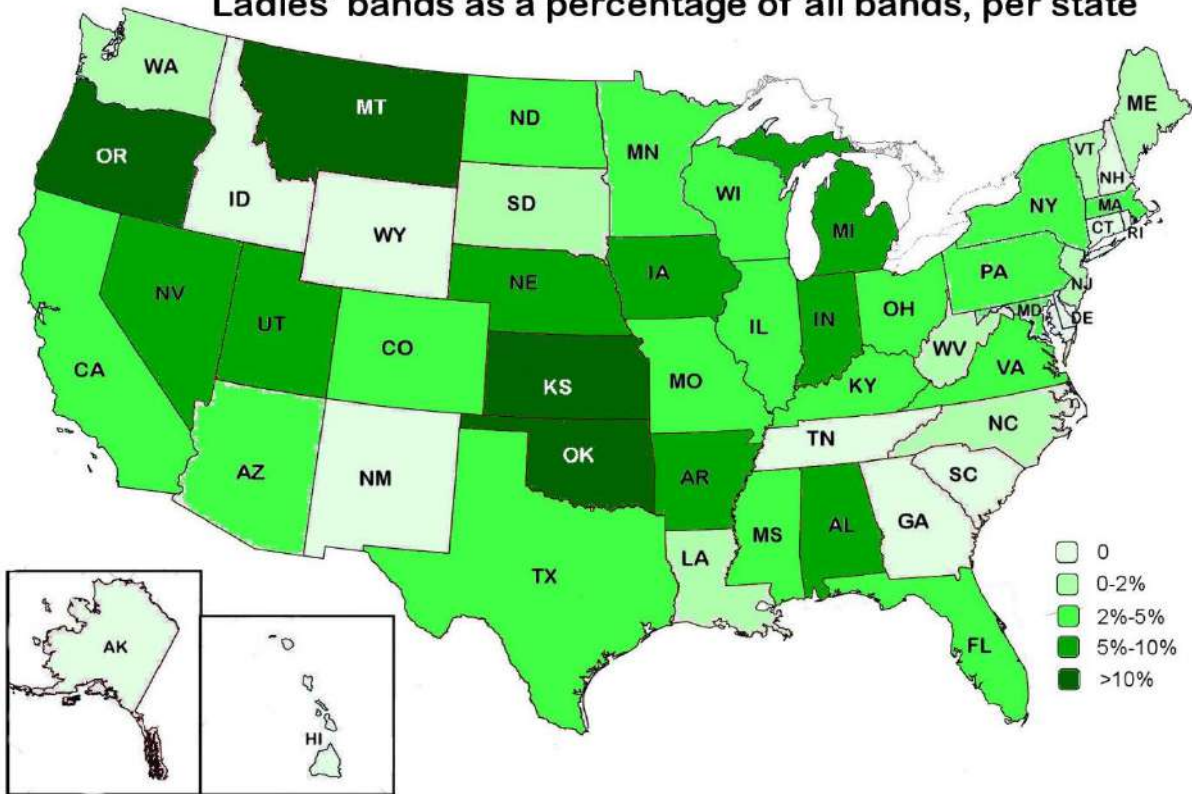 Ladies' bands as a percentage of all bands, per state
WA
MT
ND
MN
ME
OR
ID
SD
WI
VT
NH
WY
NY
MA
MI
CT
RI
NV
UT
NE
IA
PA
NJ
CA
CO
IL
IN
OH
MD
DE
WV
KS
MO
KY
VA
AZ
NM
OK
AR
TN
NC
SC
TX
LA
MS
AL
GA
0
0-2%
2%-5%
5%-10%
>10%
FL
AK
HI